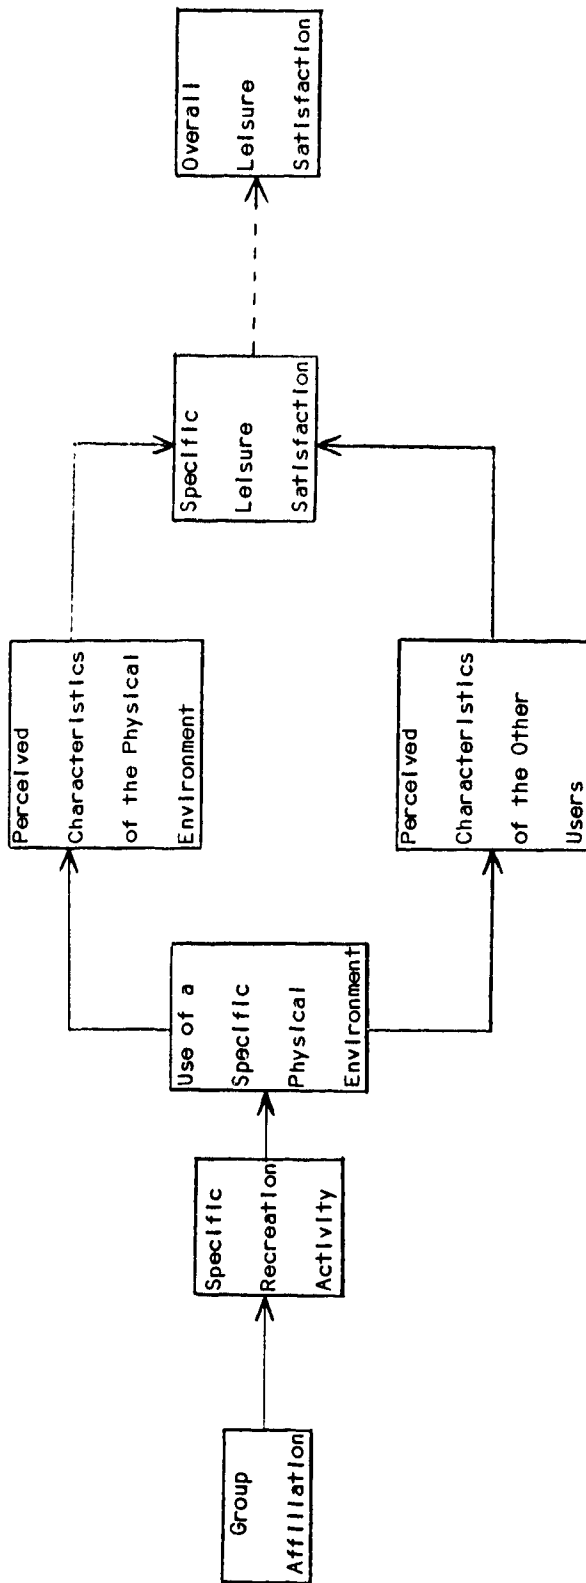 Group
Affiliation
Specific
Recreation
Activity
Use of a
Specific
Physical
Environment
Perceived
Characteristics
of the Physical
Environment
Perceived
Characteristics
of the Other
Users
Specific
Leisure
Satisfaction
Overall
Leisure
Satisfaction